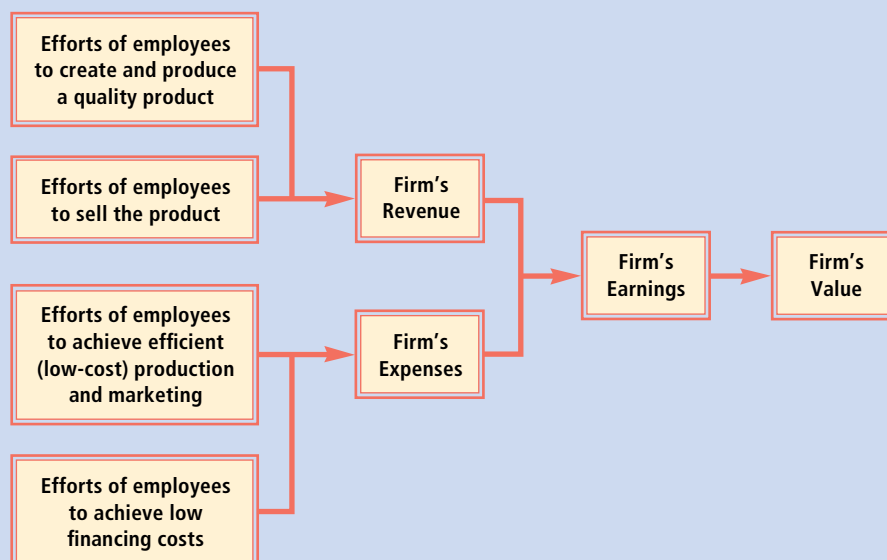 Efforts of employees
to create and produce
a quality product
Efforts of employees
to sell the product
Firm’s
Revenue
Firm’s
Earnings
Firm’s
Value
Efforts of employees
to achieve efficient
(low-cost) production
and marketing
Firm’s
Expenses
Efforts of employees
to achieve low
financing costs